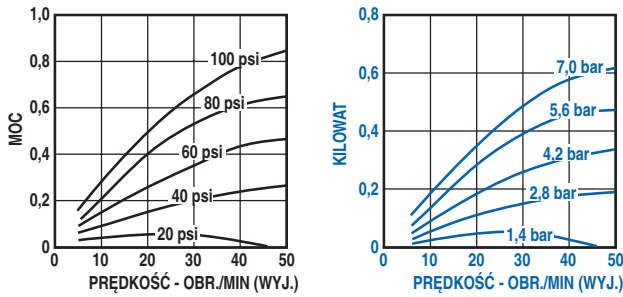 1,0
0,8
0,6
0,4
0,2
0
MOC
100 psi
80 psi
60 psi
40 psi
20 psi
0 10 20 30 40 50
PRĘDKOŚĆ - OBR./MIN (WYJ.)
0,8
0,6
0,4
0,2
0
KILOWAT
7,0 bar
5,6 bar
4,2 bar
2,8 bar
1,4 bar
0 10 20 30 40 50
PRĘDKOŚĆ - OBR./MIN (WYJ.)